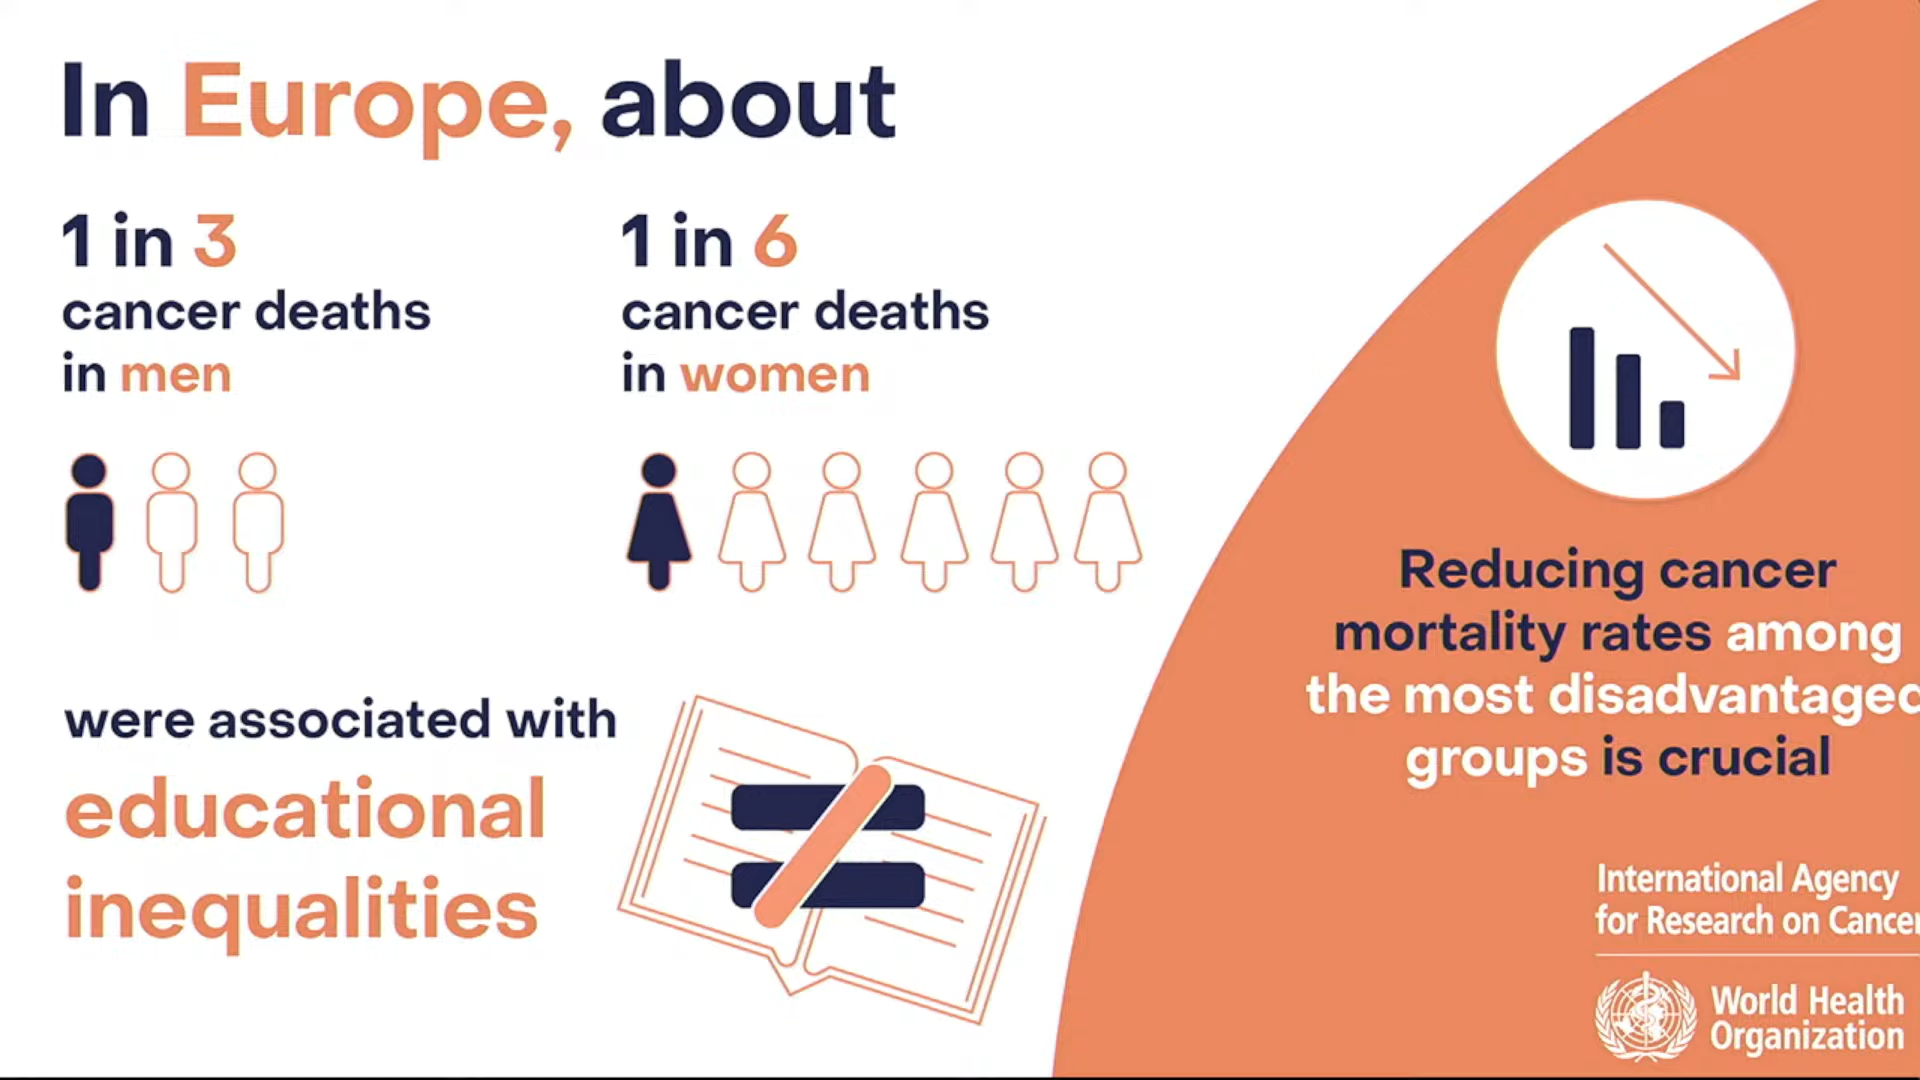 In Europe, about
1 in 3
cancer deaths
in men
1 in 6
cancer deaths
in women
were associated with
educational
inequalities
Reducing cancer
mortality rates among
the most disadvantaged
groups is crucial
International Agency
for Research on Cancer
World Health
Organization